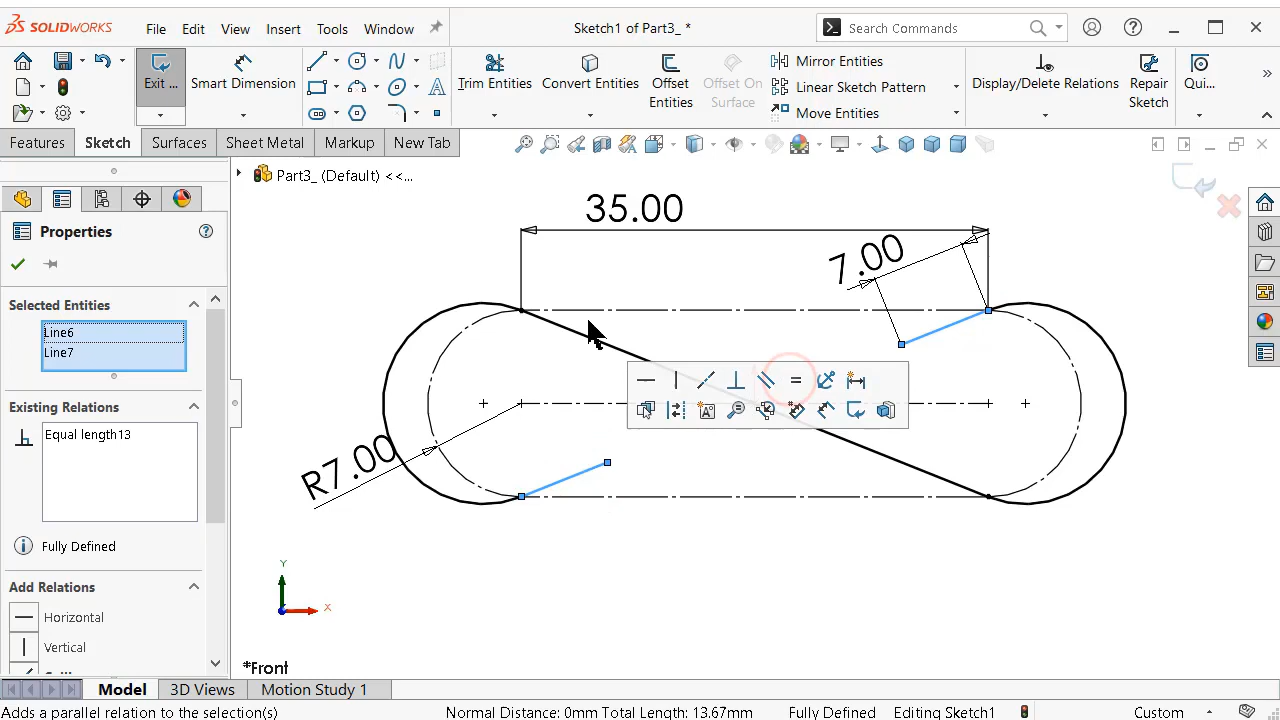 SOLIDWORKS File Edit View Insert Tools Window Sketch1 of Part3_ * Search Commands
Exit ... Smart Dimension Trim Entities Convert Entities Offset Entities Offset On Surface Mirror Entities Linear Sketch Pattern Move Entities Display/Delete Relations Repair Sketch Qui...
Features Sketch Surfaces Sheet Metal Markup New Tab
Part3_ (Default) <<...
Properties
Selected Entities
Line6
Line7
Existing Relations
Equal length13
Fully Defined
Add Relations
Horizontal
Vertical
35.00
7.00
R7.00
Y
X
*Front
Model 3D Views Motion Study 1
Adds a parallel relation to the selection(s) Normal Distance: 0mm Total Length: 13.67mm Fully Defined Editing Sketch1 Custom